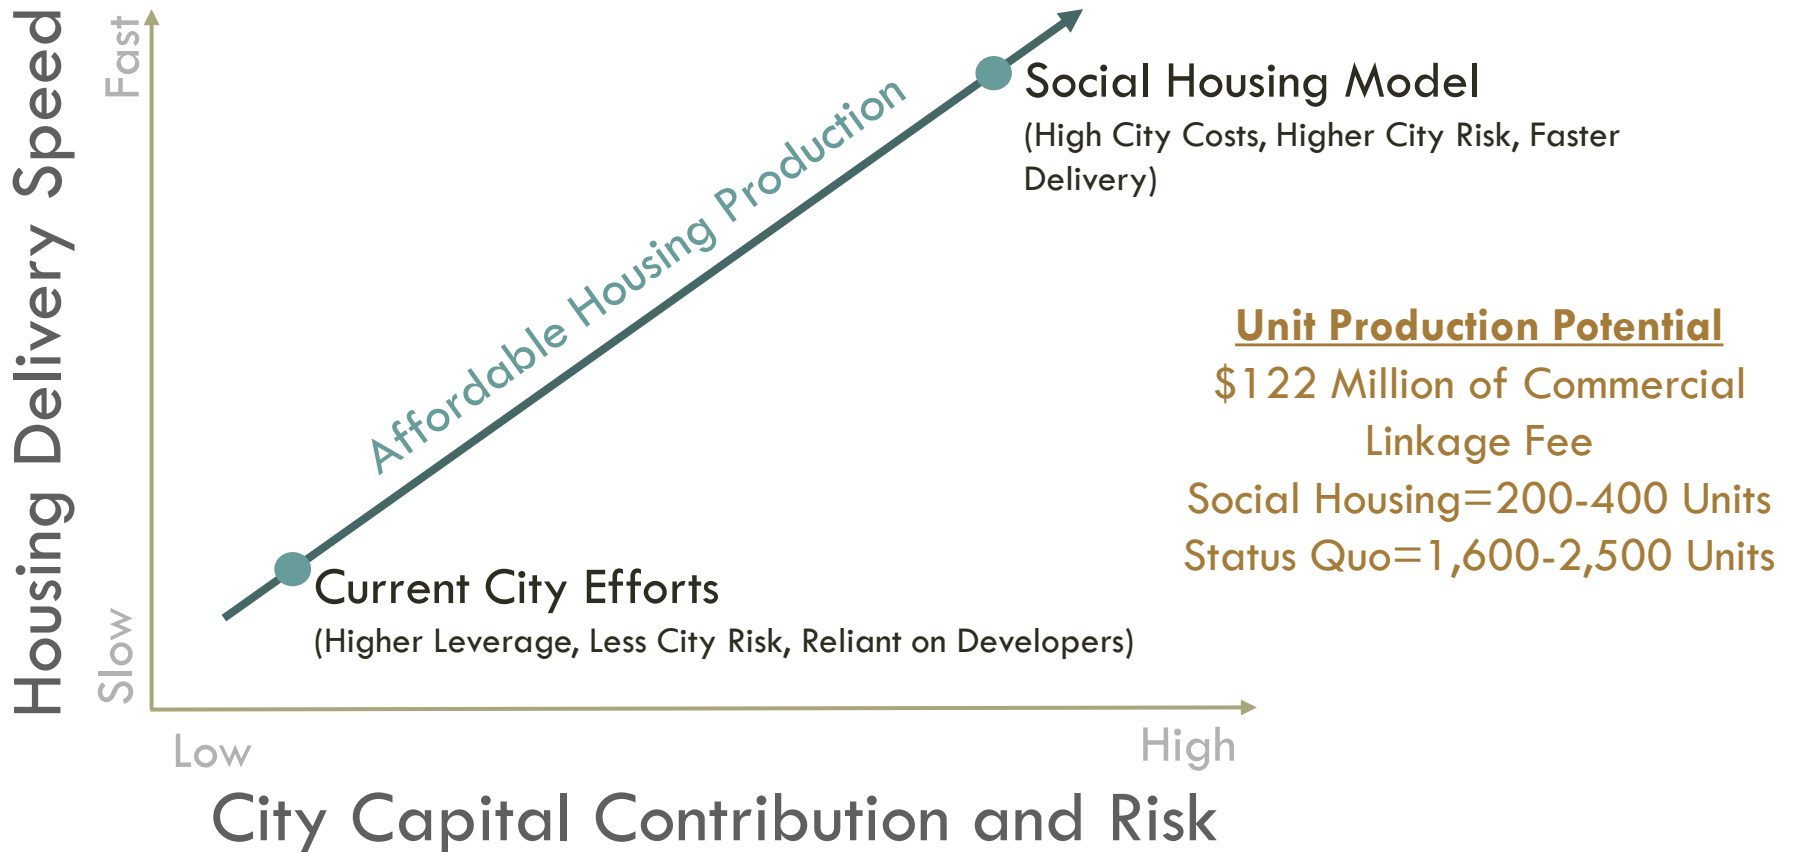 Housing Delivery Speed
Fast
Slow
Affordable Housing Production
Social Housing Model
(High City Costs, Higher City Risk, Faster
Delivery)
Unit Production Potential
$122 Million of Commercial
Linkage Fee
Social Housing=200-400 Units
Status Quo=1,600-2,500 Units
Current City Efforts
(Higher Leverage, Less City Risk, Reliant on Developers)
Low
High
City Capital Contribution and Risk